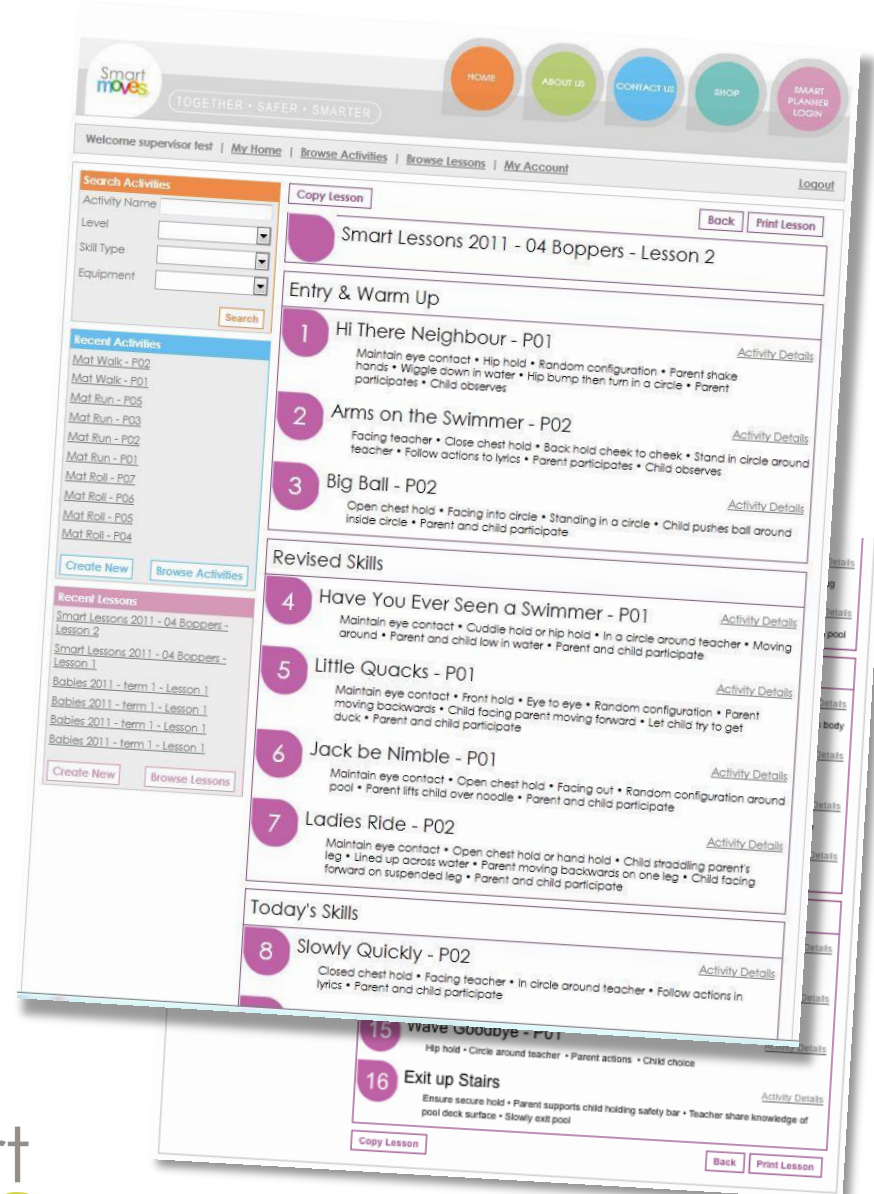 Smart
moves
TOGETHER • SAFER • SMARTER
HOME
ABOUT US
CONTACT US
SHOP
SMART
PLANNER
LOGIN
Welcome supervisor test | My Home | Browse Activities | Browse Lessons | My Account
Logout
Search Activities
Activity Name
Level
Skill Type
Equipment
Search
Recent Activities
Mat Walk - P02
Mat Walk - P01
Mat Run - P05
Mat Run - P03
Mat Run - P02
Mat Run - P01
Mat Roll - P07
Mat Roll - P06
Mat Roll - P05
Mat Roll - P04
Create New
Browse Activities
Recent Lessons
Smart Lessons 2011 - 04 Boppers -
Lesson 2
Smart Lessons 2011 - 04 Boppers -
Lesson 1
Babies 2011 - term 1 - Lesson 1
Babies 2011 - term 1 - Lesson 1
Babies 2011 - term 1 - Lesson 1
Babies 2011 - term 1 - Lesson 1
Create New
Browse Lessons
Copy Lesson
Back
Print Lesson
Smart Lessons 2011 - 04 Boppers - Lesson 2
Entry & Warm Up
1 Hi There Neighbour - P01
Activity Details
Maintain eye contact • Hip hold • Random configuration • Parent shake
hands • Wiggle down in water • Hip bump then turn in a circle • Parent
participates • Child observes
2 Arms on the Swimmer - P02
Activity Details
Facing teacher • Close chest hold • Back hold cheek to cheek • Stand in circle around
teacher • Follow actions to lyrics • Parent participates • Child observes
3 Big Ball - P02
Activity Details
Open chest hold • Facing into circle • Standing in a circle • Child pushes ball around
inside circle • Parent and child participate
Revised Skills
4 Have You Ever Seen a Swimmer - P01
Activity Details
Maintain eye contact • Cuddle hold or hip hold • In a circle around teacher • Moving
around • Parent and child low in water • Parent and child participate
5 Little Quacks - P01
Activity Details
Maintain eye contact • Front hold • Eye to eye • Random configuration • Parent
moving backwards • Child facing parent moving forward • Let child try to get
duck • Parent and child participate
6 Jack be Nimble - P01
Activity Details
Maintain eye contact • Open chest hold • Facing out • Random configuration around
pool • Parent lifts child over noodle • Parent and child participate
7 Ladies Ride - P02
Activity Details
Maintain eye contact • Open chest hold or hand hold • Child straddling parent's
leg • Lined up across water • Parent moving backwards on one leg • Child facing
forward on suspended leg • Parent and child participate
Today's Skills
8 Slowly Quickly - P02
Activity Details
Closed chest hold • Facing teacher • In circle around teacher • Follow actions in
lyrics • Parent and child participate
pool
body
15 Wave Goodbye - P01
Activity Details
Hip hold • Circle around teacher • Parent actions • Child choice
16 Exit up Stairs
Activity Details
Ensure secure hold • Parent supports child holding safety bar • Teacher share knowledge of
pool deck surface • Slowly exit pool
Copy Lesson
Back
Print Lesson